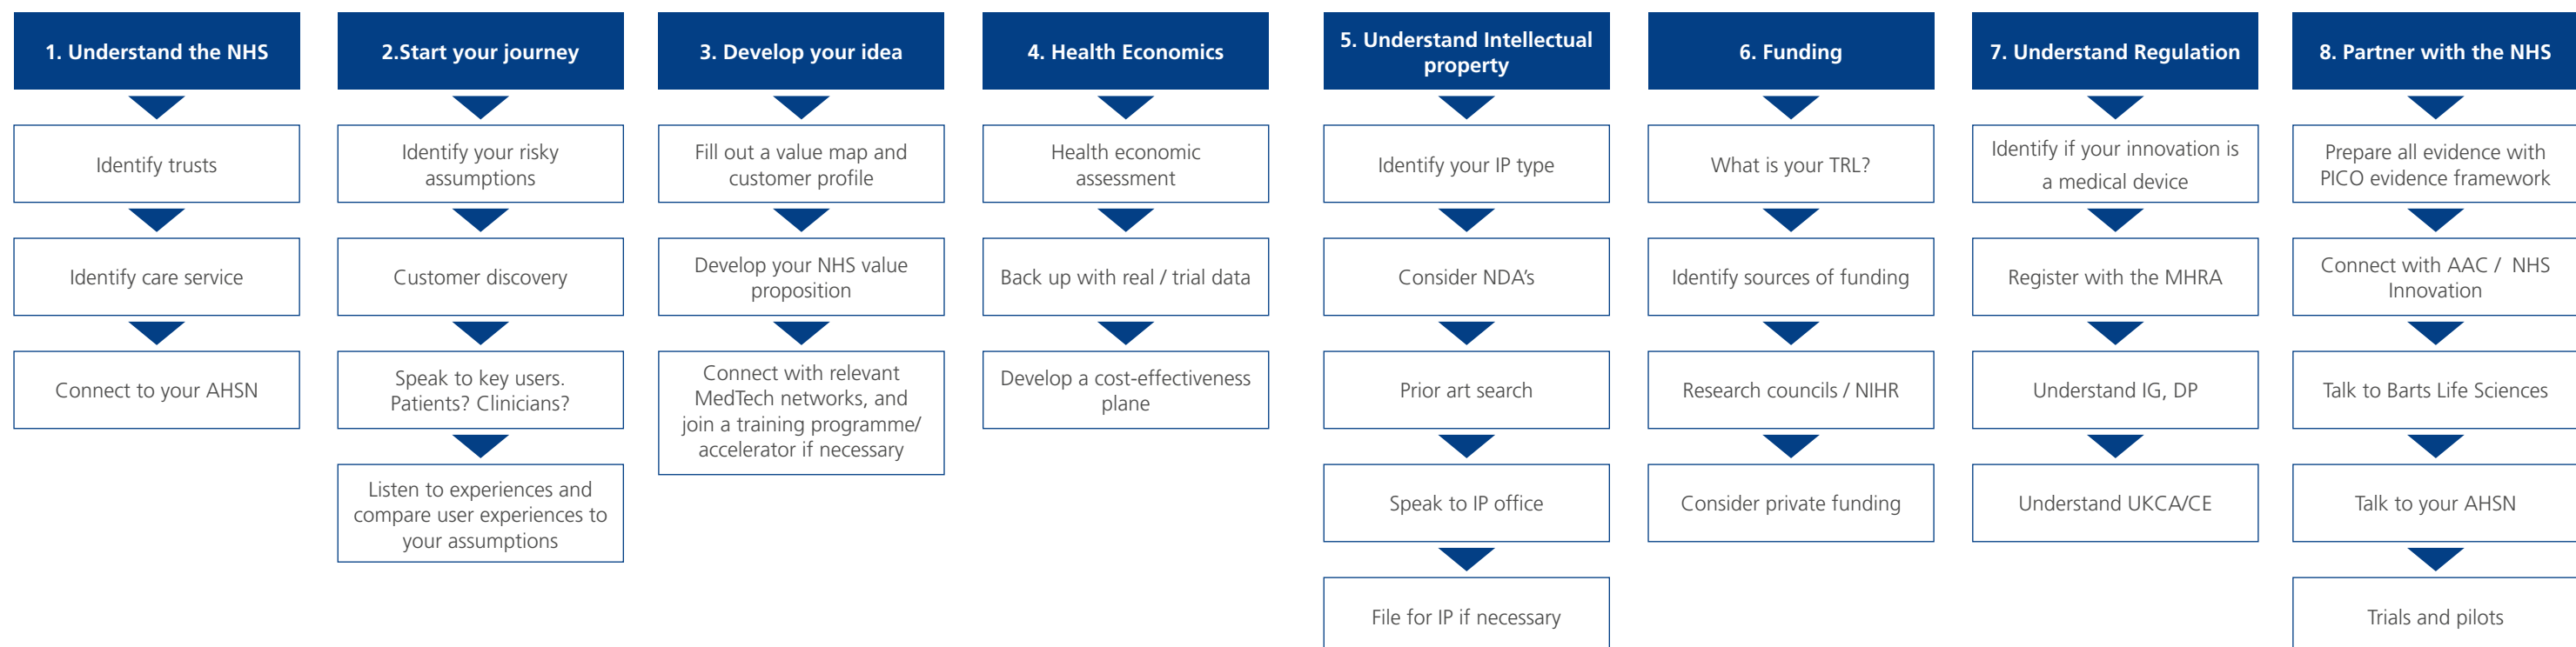 1. Understand the NHS
Identify trusts
Identify care service
Connect to your AHSN
2.Start your journey
Identify your risky
assumptions
Customer discovery
Speak to key users.
Patients? Clinicians?
Listen to experiences and
compare user experiences to
your assumptions
3. Develop your idea
Fill out a value map and
customer profile
Develop your NHS value
proposition
Connect with relevant
MedTech networks, and
join a training programme/
accelerator if necessary
4. Health Economics
Health economic
assessment
Back up with real / trial data
Develop a cost-effectiveness
plane
5. Understand Intellectual
property
Identify your IP type
Consider NDA's
Prior art search
Speak to IP office
File for IP if necessary
6. Funding
What is your TRL?
Identify sources of funding
Research councils / NIHR
Consider private funding
7. Understand Regulation
Identify if your innovation is
a medical device
Register with the MHRA
Understand IG, DP
Understand UKCA/CE
8. Partner with the NHS
Prepare all evidence with
PICO evidence framework
Connect with AAC / NHS
Innovation
Talk to Barts Life Sciences
Talk to your AHSN
Trials and pilots